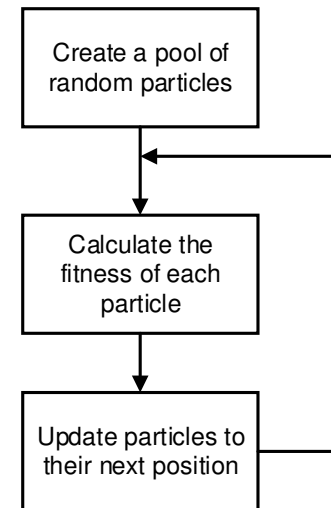 Create a pool of
random particles
Calculate the
fitness of each
particle
Update particles to
their next position